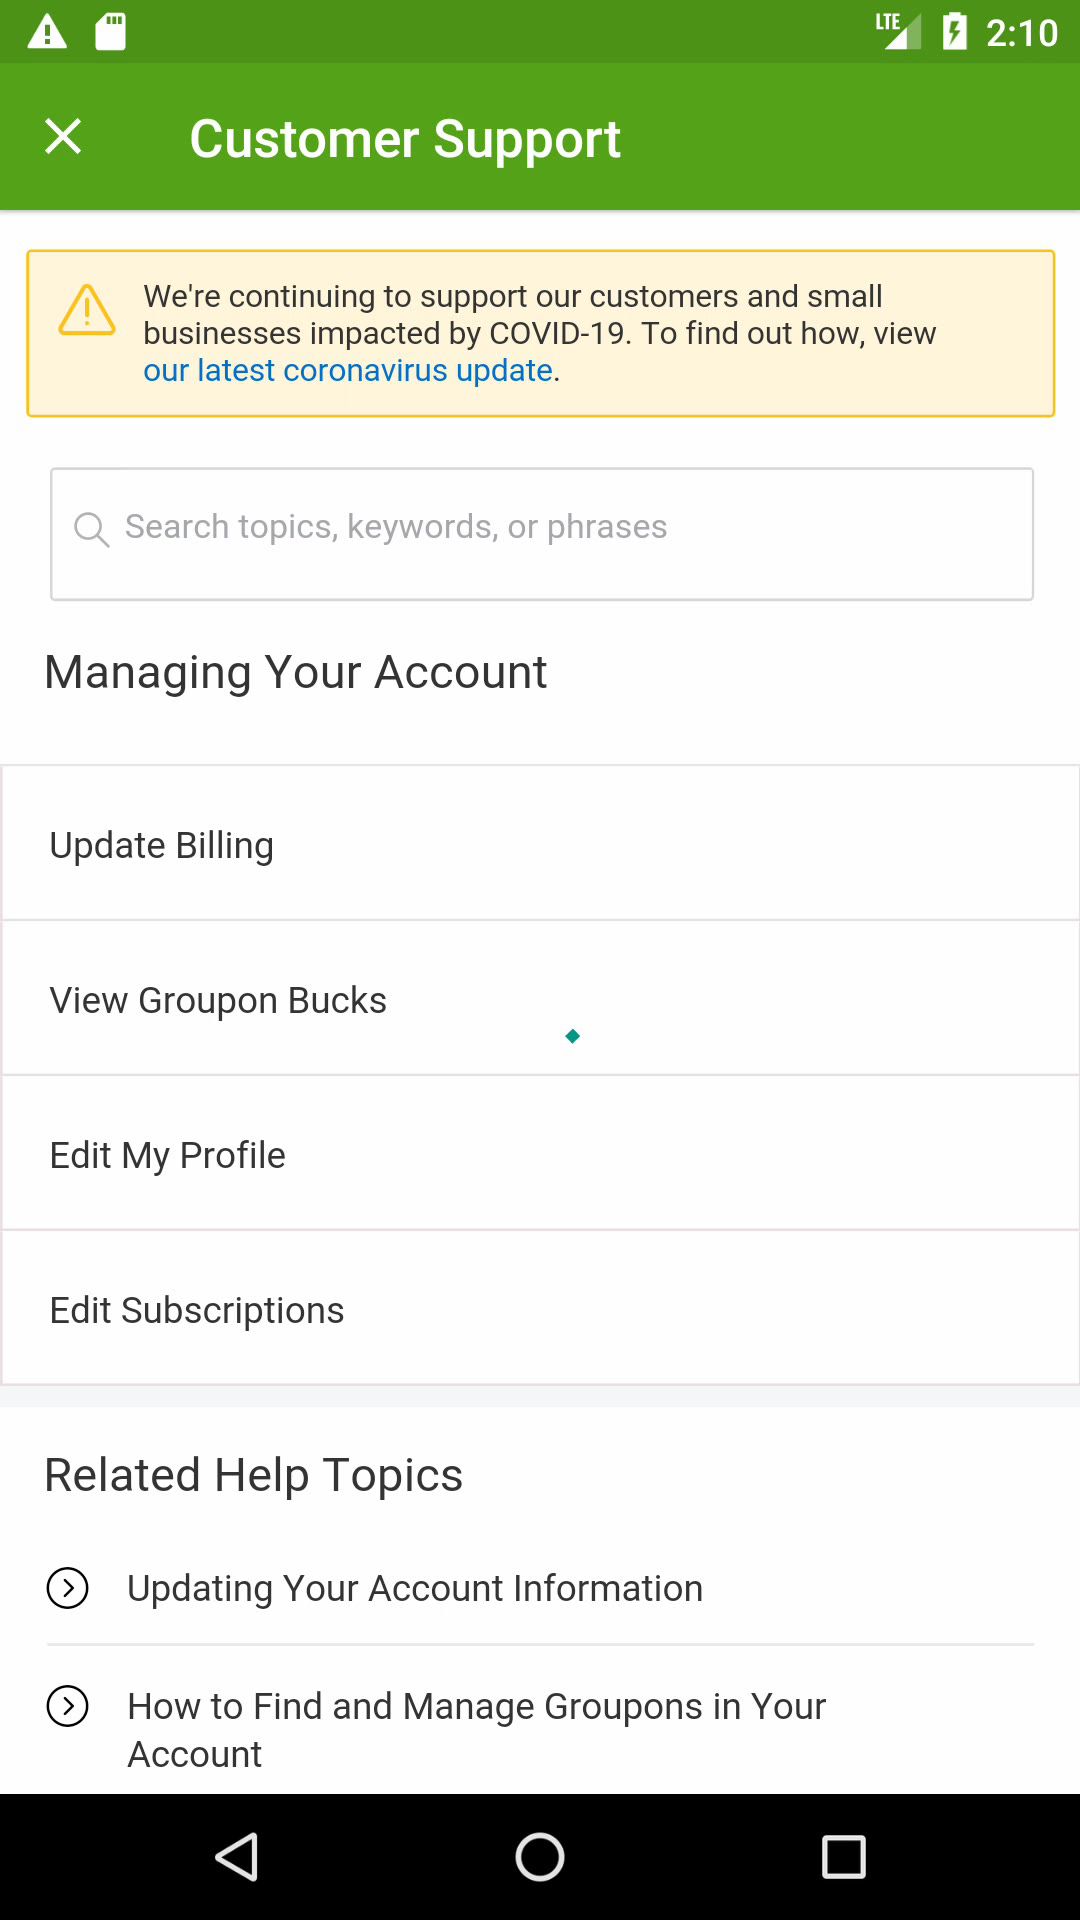 LTE 2:10
Customer Support
We're continuing to support our customers and small
businesses impacted by COVID-19. To find out how, view
our latest coronavirus update.
Search topics, keywords, or phrases
Managing Your Account
Update Billing
View Groupon Bucks
Edit My Profile
Edit Subscriptions
Related Help Topics
Updating Your Account Information
How to Find and Manage Groupons in Your
Account